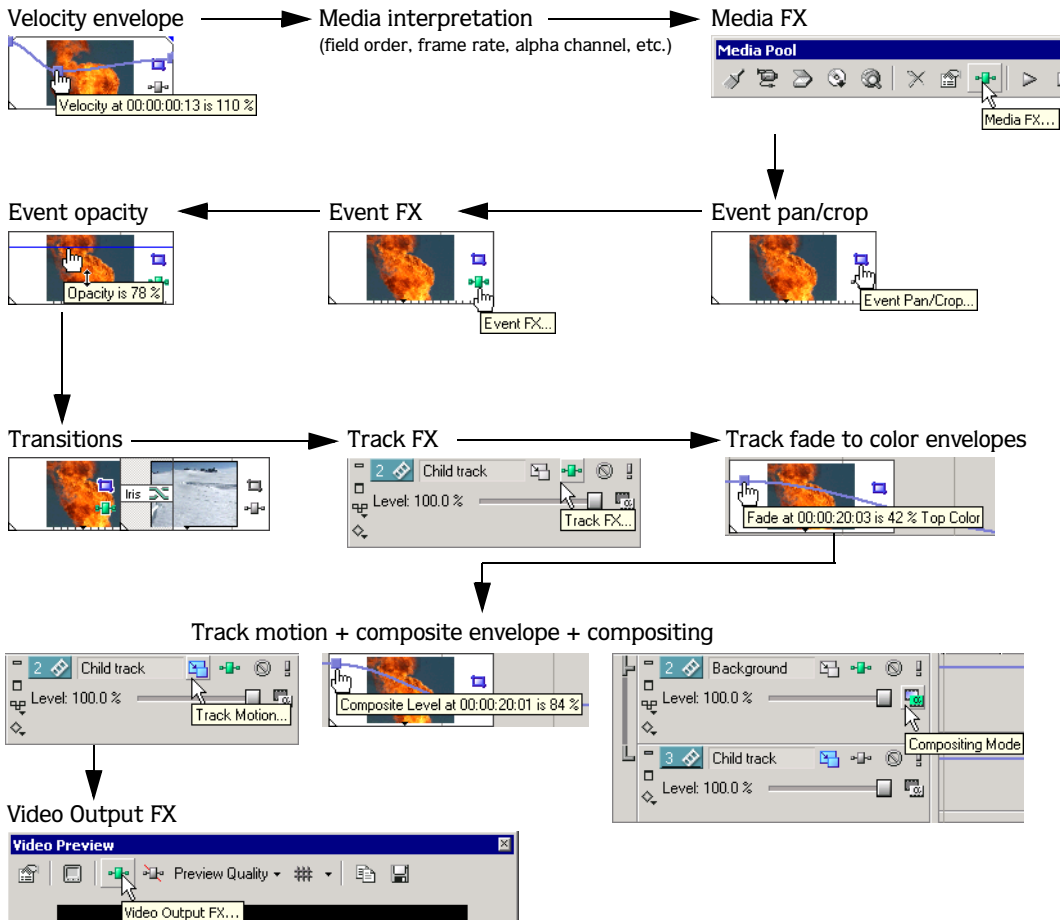 Velocity envelope
Media interpretation
(field order, frame rate, alpha channel, etc.)
Media FX
Velocity at 00:00:00:13 is 110 %
Media Pool
Media FX...
Event opacity
Event FX
Event pan/crop
Opacity is 78 %
Event FX...
Event Pan/Crop...
Transitions
Track FX
Track fade to color envelopes
Iris
2 Child track
Level: 100.0 %
Track FX...
Fade at 00:00:20:03 is 42 % Top Color
Track motion + composite envelope + compositing
2 Child track
Level: 100.0 %
Track Motion...
Composite Level at 00:00:20:01 is 84 %
2 Background
Level: 100.0 %
Compositing Mode
3 Child track
Level: 100.0 %
Video Output FX
Video Preview
Preview Quality
Video Output FX...